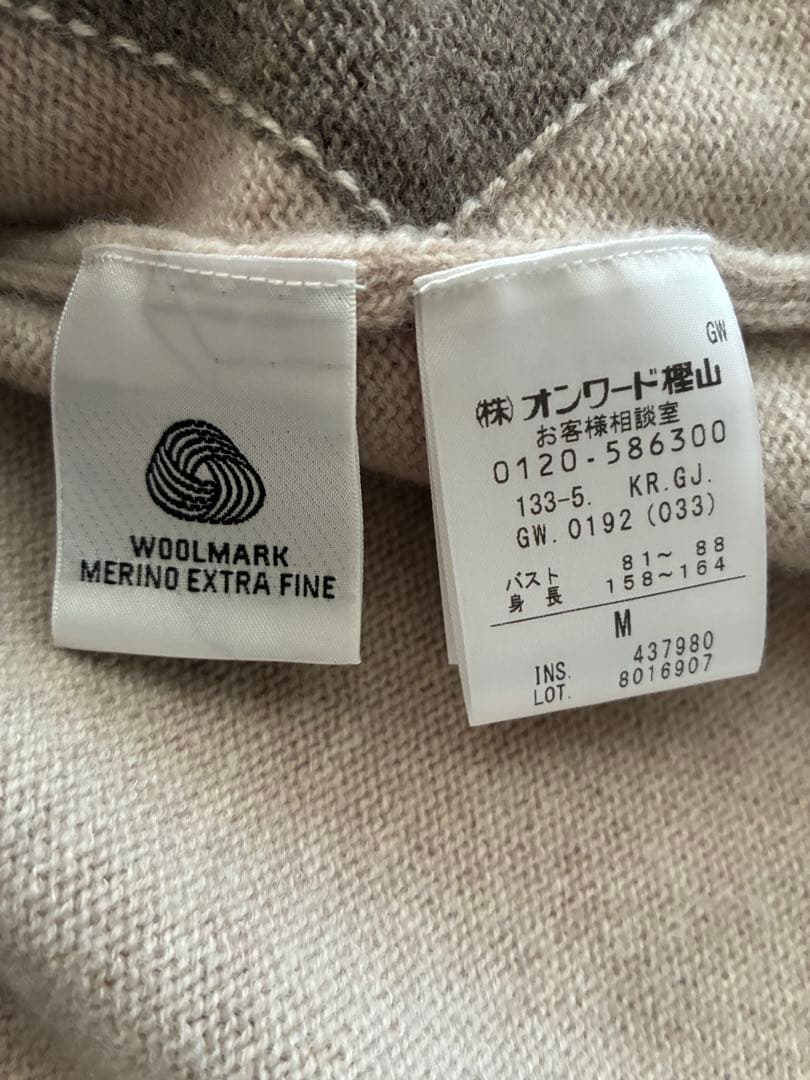 WOOLMARK
MERINO EXTRA FINE
GW
㈱オンワード樫山
お客様相談室
0120-586300
133-5. KR.GJ.
GW. 0192 (033)
バスト 81～ 88
身長 158～164
M
INS. 437980
LOT. 8016907